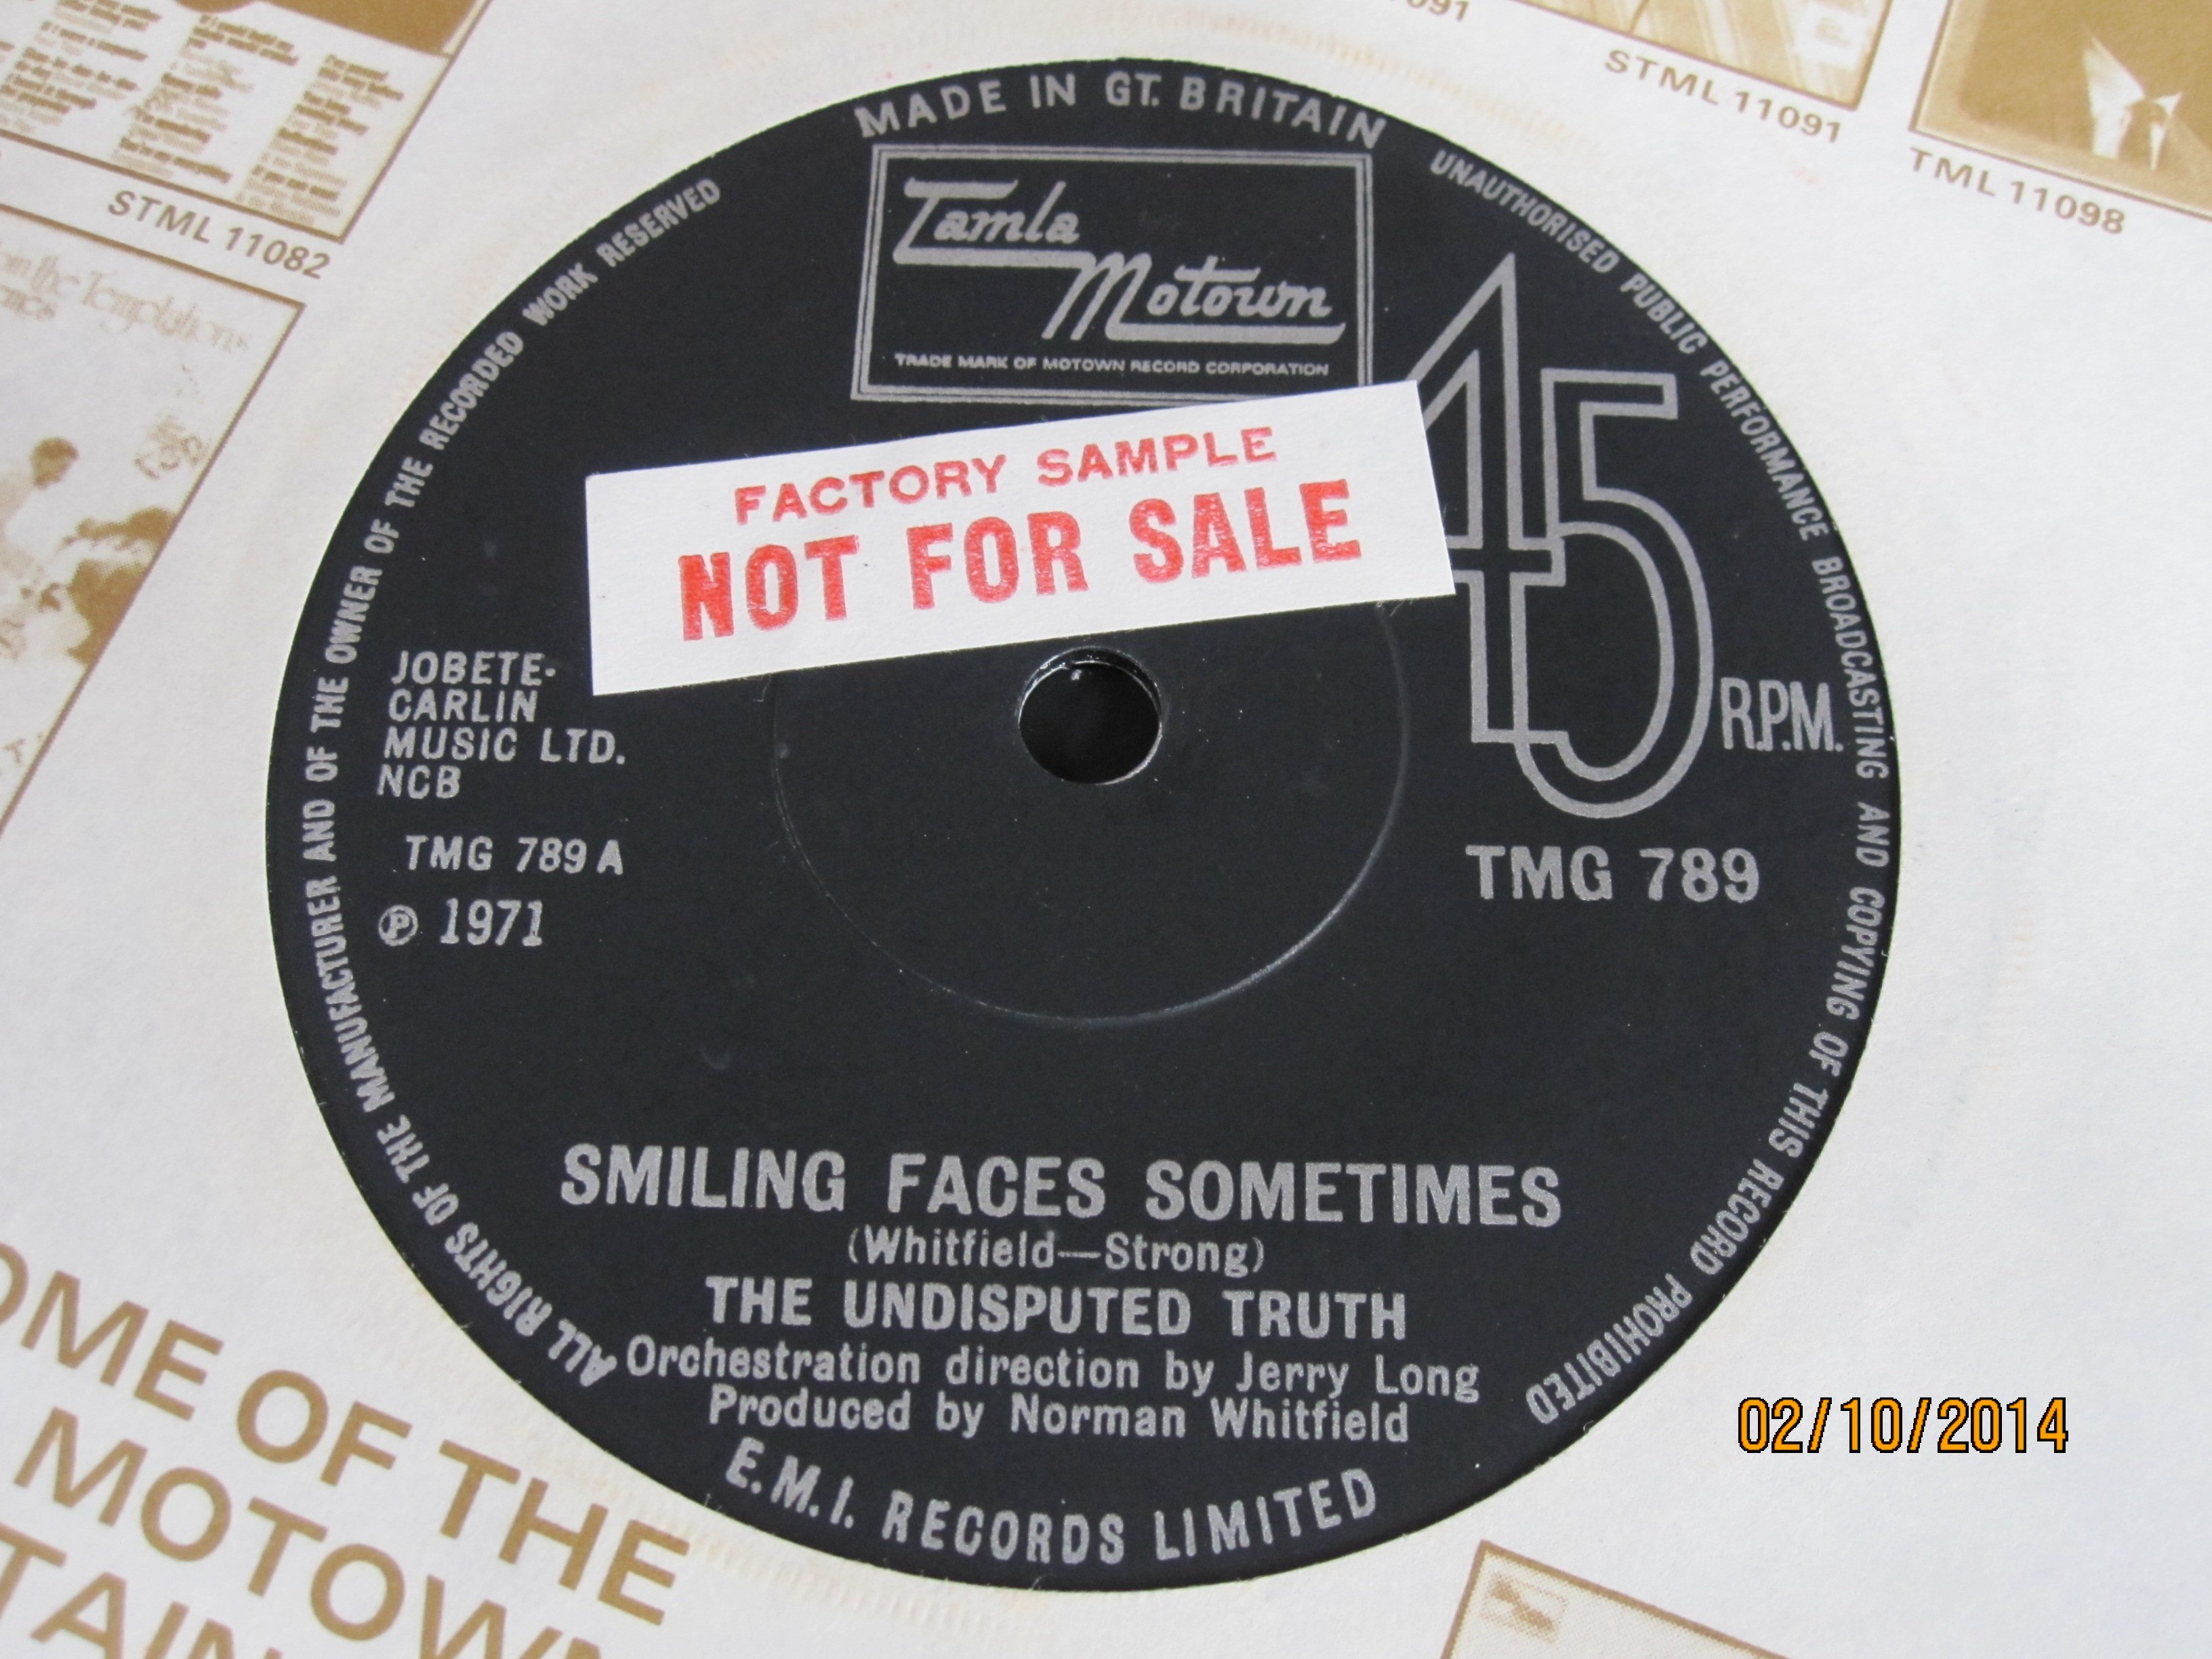 STML 11091
TML 11098
STML 11082
MADE IN GT. BRITAIN
Tamla
Motown
TRADE MARK OF MOTOWN RECORD CORPORATION
UNAUTHORISED PUBLIC PERFORMANCE BROADCASTING AND COPYING OF THIS RECORD PROHIBITED
ALL RIGHTS OF THE MANUFACTURER AND OF THE OWNER OF THE RECORDED WORK RESERVED
FACTORY SAMPLE
NOT FOR SALE
45
R.P.M.
JOBETE-
CARLIN
MUSIC LTD.
NCB
TMG 789 A
℗ 1971
TMG 789
SMILING FACES SOMETIMES
(Whitfield—Strong)
THE UNDISPUTED TRUTH
Orchestration direction by Jerry Long
Produced by Norman Whitfield
E.M.I. RECORDS LIMITED
OME OF THE
MOTOWN
TAIN
02/10/2014